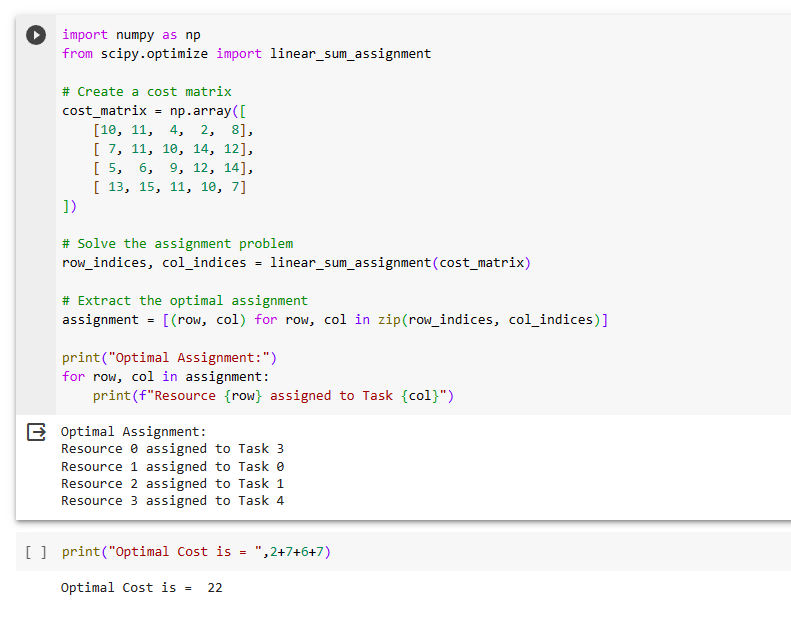 import numpy as np
from scipy.optimize import linear_sum_assignment
# Create a cost matrix
cost_matrix = np.array([
    [10, 11,  4,  2,  8],
    [ 7, 11, 10, 14, 12],
    [ 5,  6,  9, 12, 14],
    [ 13, 15, 11, 10, 7]
])
# Solve the assignment problem
row_indices, col_indices = linear_sum_assignment(cost_matrix)
# Extract the optimal assignment
assignment = [(row, col) for row, col in zip(row_indices, col_indices)]
print("Optimal Assignment:")
for row, col in assignment:
    print(f"Resource {row} assigned to Task {col}")
Optimal Assignment:
Resource 0 assigned to Task 3
Resource 1 assigned to Task 0
Resource 2 assigned to Task 1
Resource 3 assigned to Task 4
[ ] print("Optimal Cost is = ",2+7+6+7)
Optimal Cost is =  22